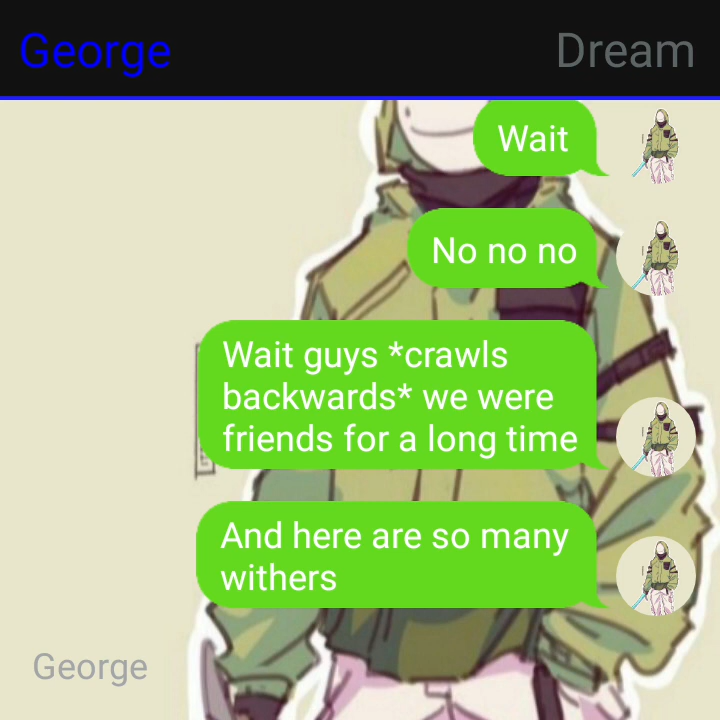 George
Dream
Wait
No no no
Wait guys *crawls
backwards* we were
friends for a long time
And here are so many
withers
George